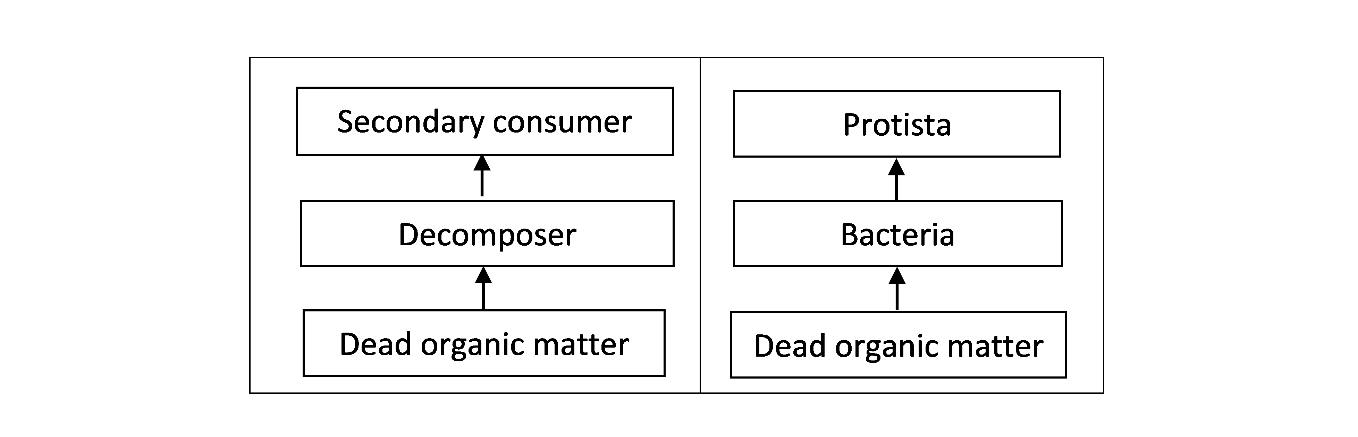 Secondary consumer
Decomposer
Dead organic matter
Protista
Bacteria
Dead organic matter